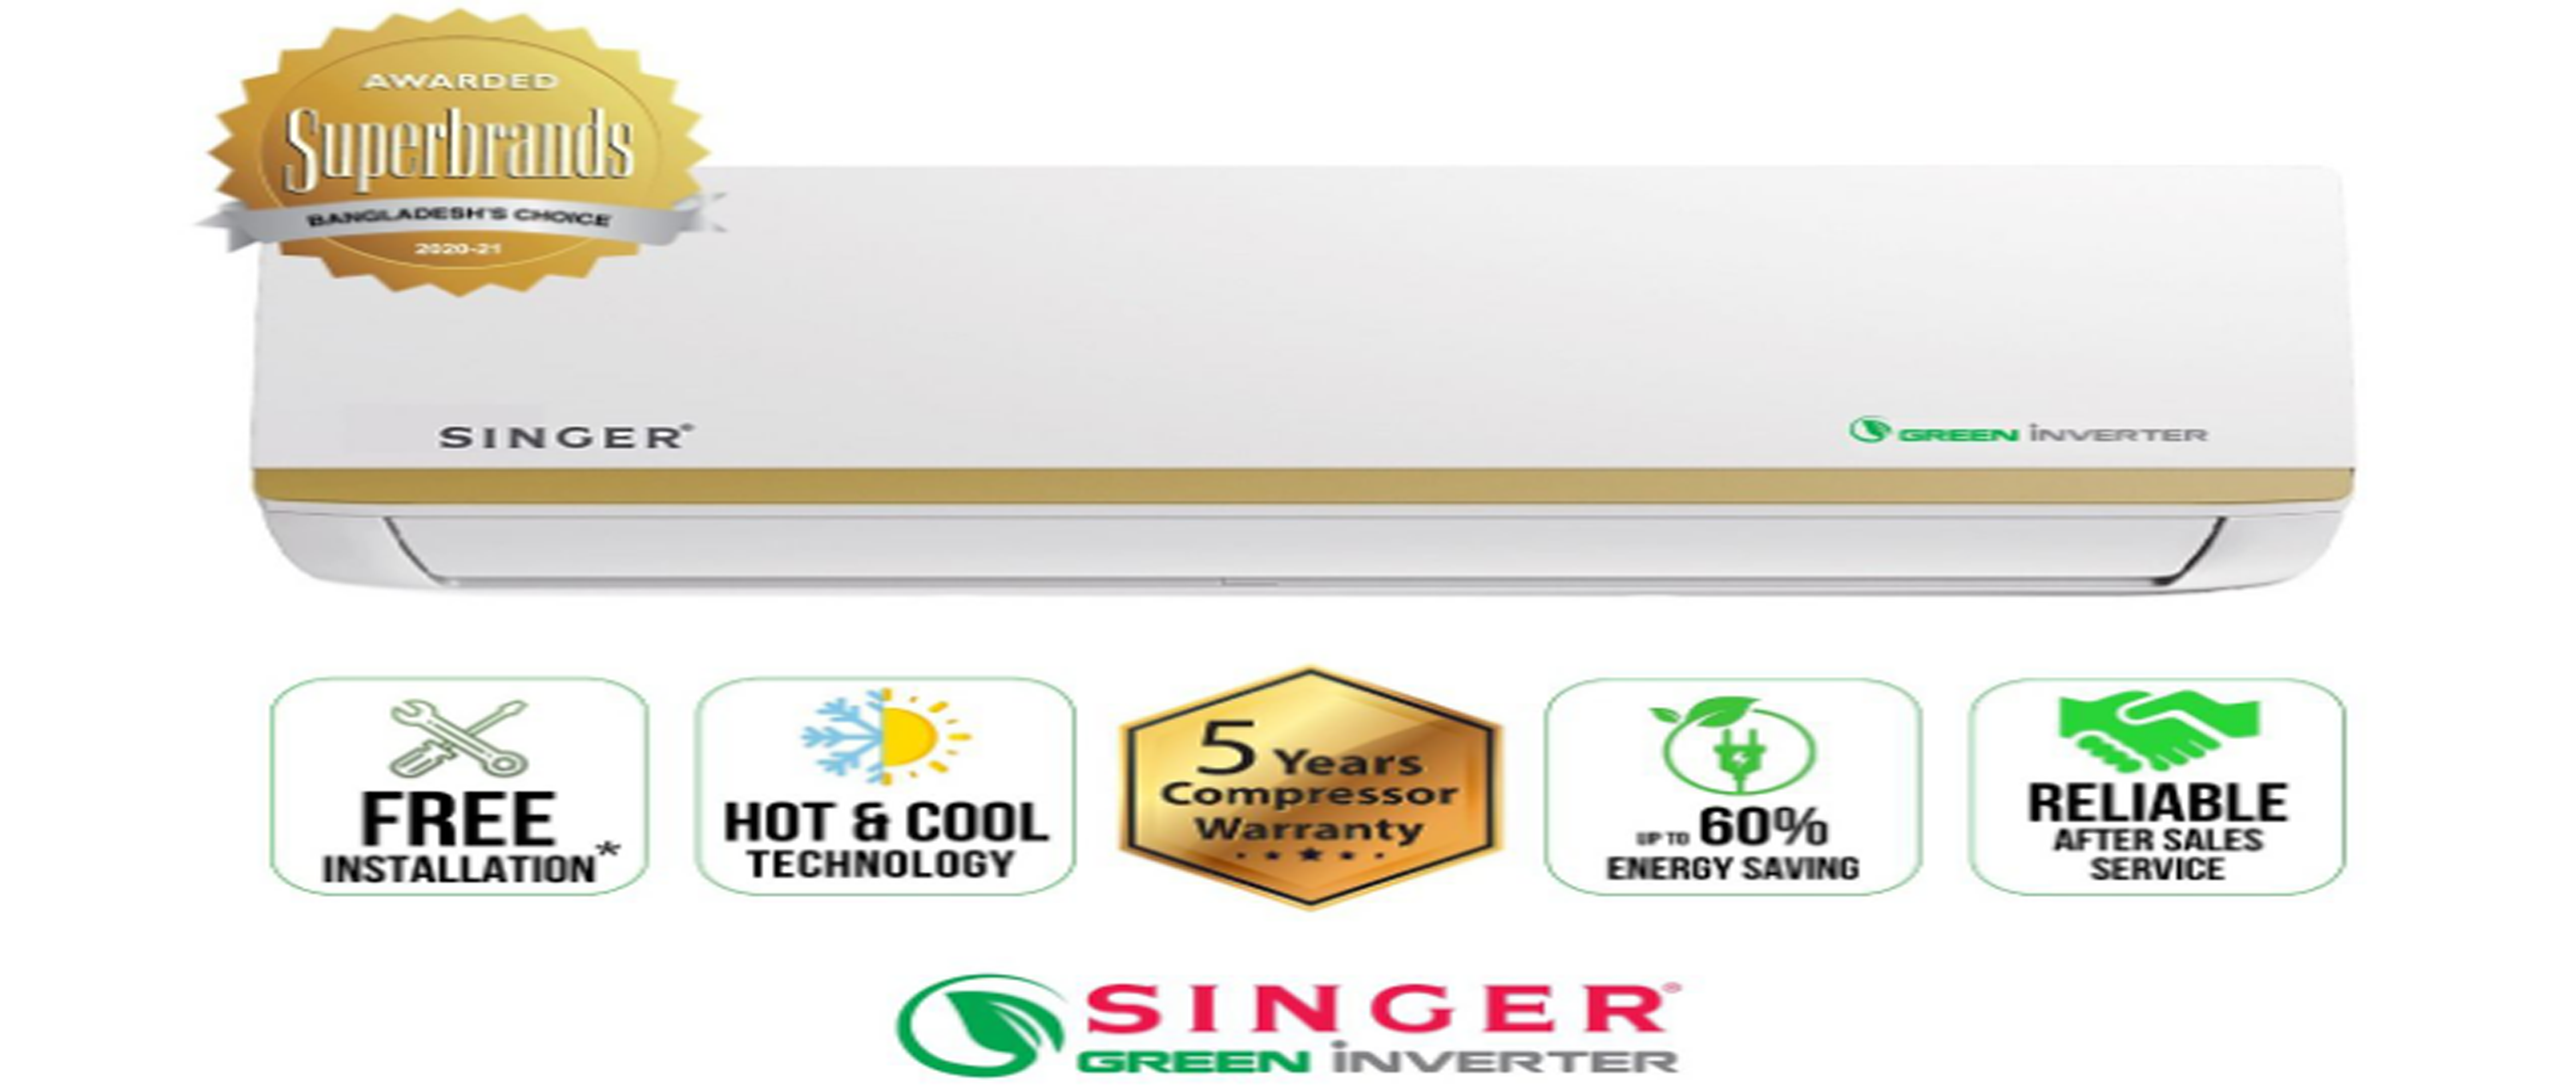 AWARDED
Superbrands
BANGLADESH'S CHOICE
2020-21
SINGER®
GREEN INVERTER
FREE
INSTALLATION*
HOT & COOL
TECHNOLOGY
5 Years
Compressor
Warranty
UP TO 60%
ENERGY SAVING
RELIABLE
AFTER SALES
SERVICE
SINGER®
GREEN INVERTER